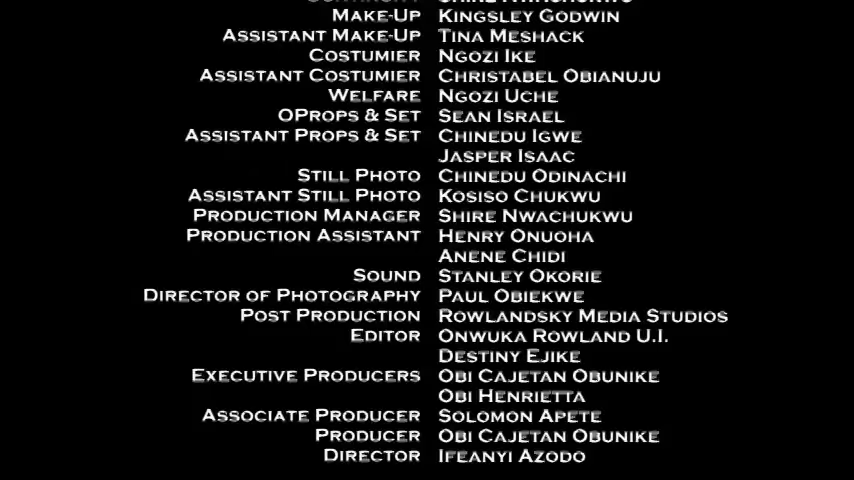 Make-Up Kingsley Godwin
Assistant Make-Up Tina Meshack
Costumier Ngozi Ike
Assistant Costumier Christabel Obianuju
Welfare Ngozi Uche
OProps & Set Sean Israel
Assistant Props & Set Chinedu Igwe
Jasper Isaac
Still Photo Chinedu Odinachi
Assistant Still Photo Kosiso Chukwu
Production Manager Shire Nwachukwu
Production Assistant Henry Onuoha
Anene Chidi
Sound Stanley Okorie
Director of Photography Paul Obiekwe
Post Production Rowlandsky Media Studios
Editor Onwuka Rowland U.I.
Destiny Ejike
Executive Producers Obi Cajetan Obunike
Obi Henrietta
Associate Producer Solomon Apete
Producer Obi Cajetan Obunike
Director Ifeanyi Azodo